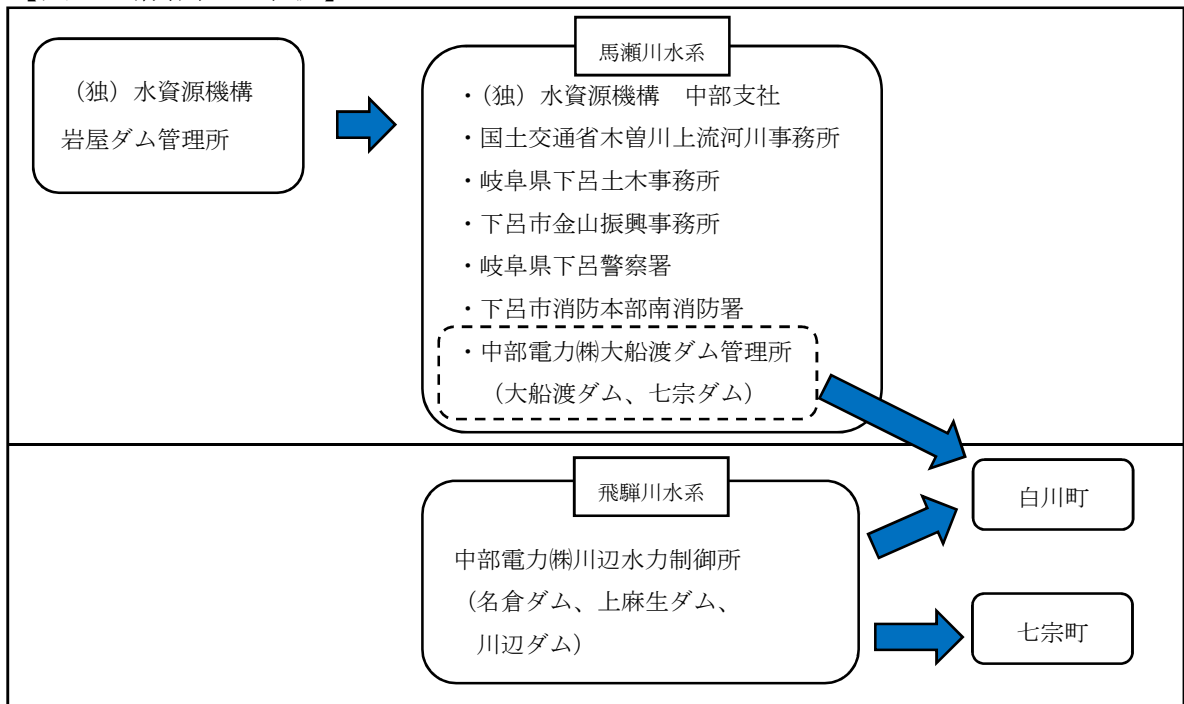 （独）水資源機構
岩屋ダム管理所
馬瀬川水系
・（独）水資源機構　中部支社
・国土交通省木曽川上流河川事務所
・岐阜県下呂土木事務所
・下呂市金山振興事務所
・岐阜県下呂警察署
・下呂市消防本部南消防署
・中部電力㈱大船渡ダム管理所
（大船渡ダム、七宗ダム）
飛騨川水系
中部電力㈱川辺水力制御所
（名倉ダム、上麻生ダム、
川辺ダム）
白川町
七宗町